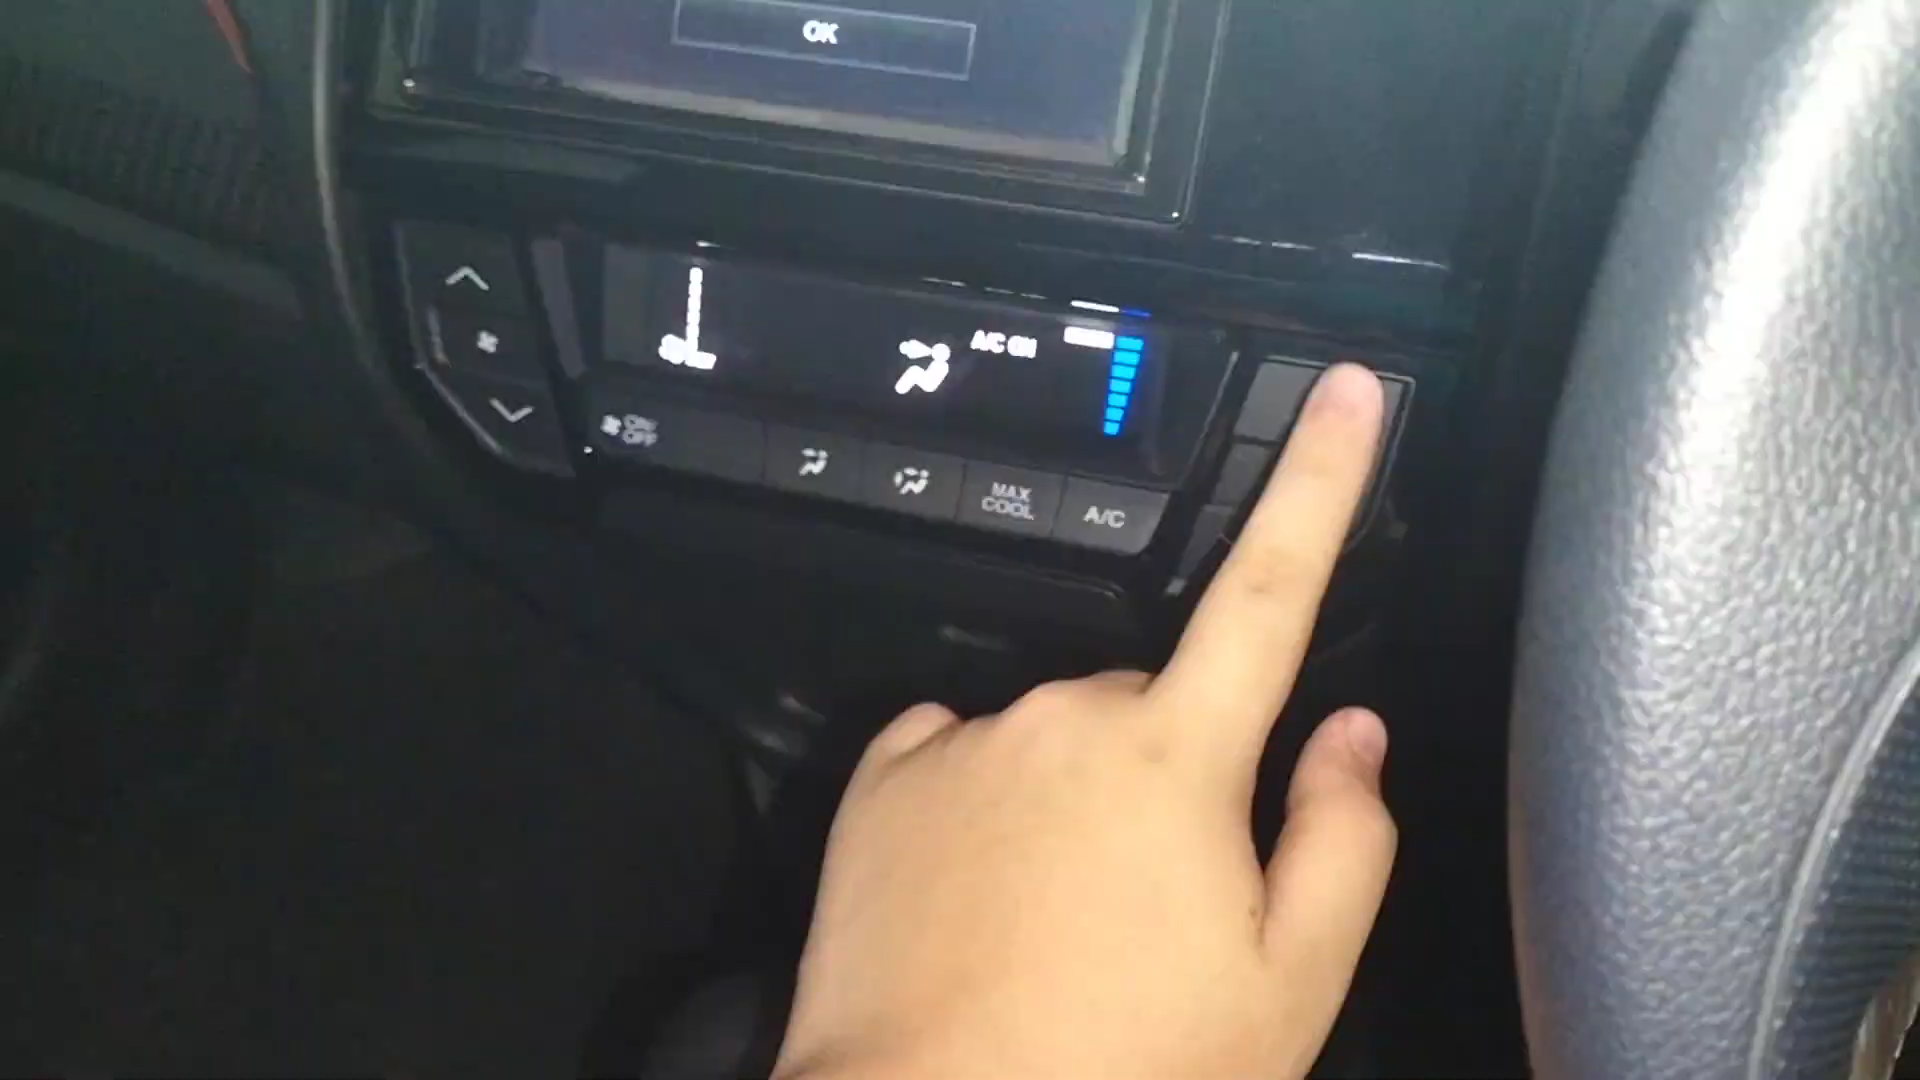 OK
A/C ON
ON/
OFF
MAX
COOL
A/C